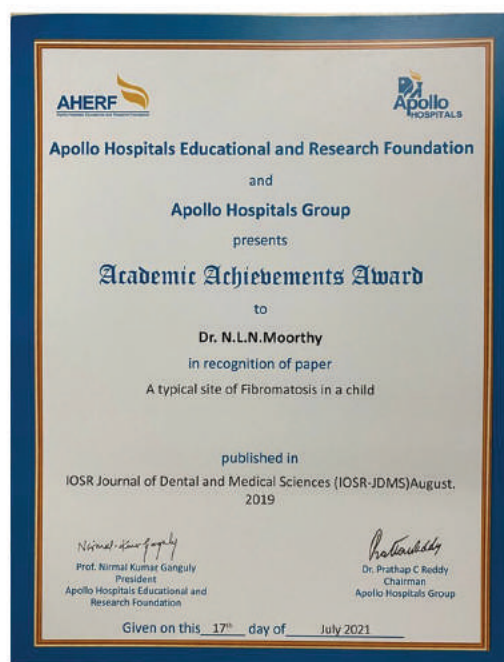 AHERF
Apollo
HOSPITALS
Apollo Hospitals Educational and Research Foundation
and
Apollo Hospitals Group
presents
Academic Achievements Award
to
Dr. N.L.N.Moorthy
in recognition of paper
A typical site of Fibromatosis in a child
published in
IOSR Journal of Dental and Medical Sciences (IOSR-JDMS)August.
2019
Prof. Nirmal Kumar Ganguly
President
Apollo Hospitals Educational and
Research Foundation
Dr. Prathap C Reddy
Chairman
Apollo Hospitals Group
Given on this 17th day of July 2021